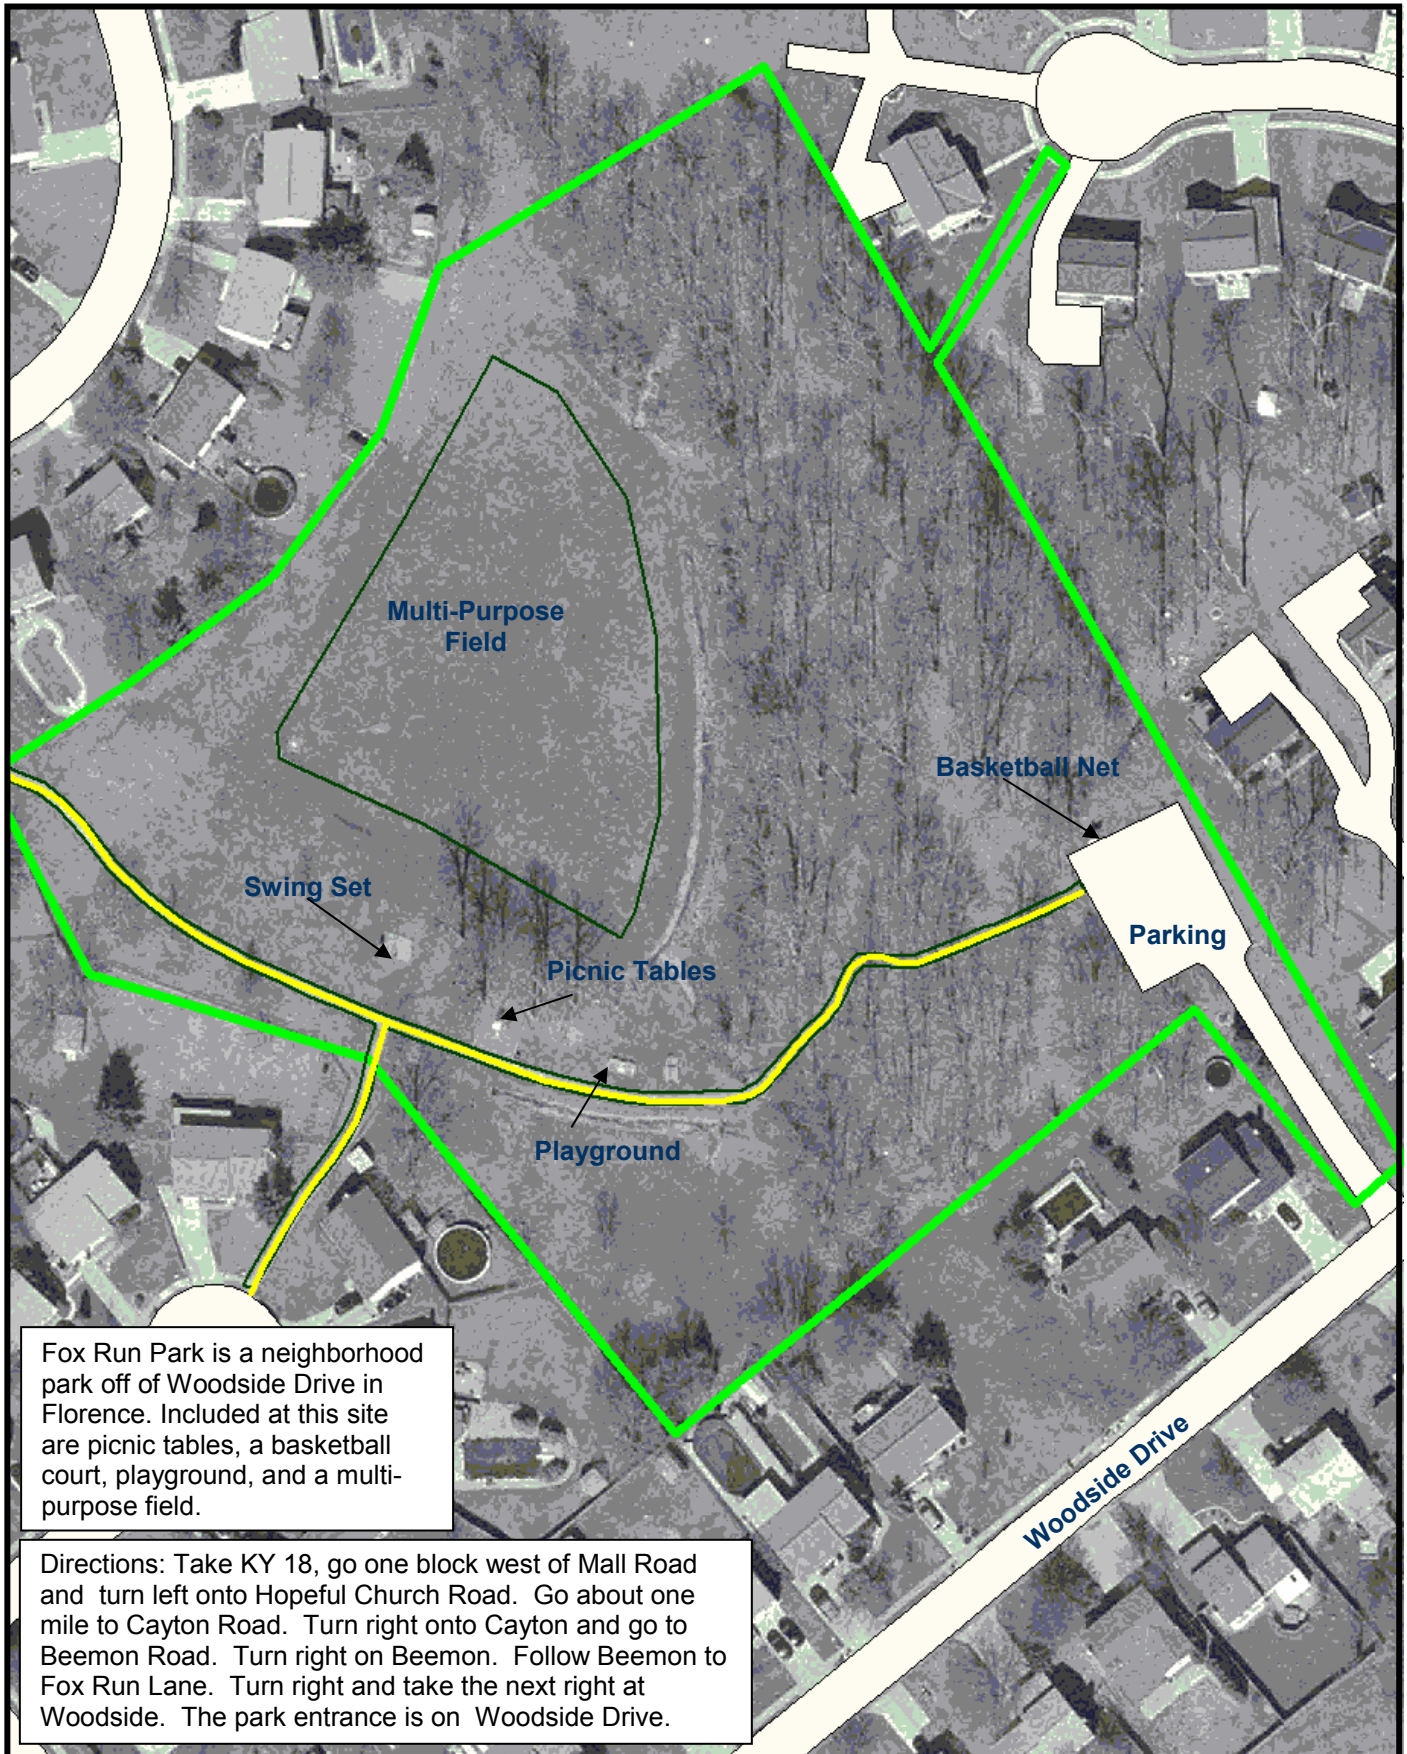 Multi-Purpose
Field
Basketball Net
Swing Set
Parking
Picnic Tables
Playground
Woodside Drive
Fox Run Park is a neighborhood
park off of Woodside Drive in
Florence. Included at this site
are picnic tables, a basketball
court, playground, and a multi-
purpose field.
Directions: Take KY 18, go one block west of Mall Road
and turn left onto Hopeful Church Road. Go about one
mile to Cayton Road. Turn right onto Cayton and go to
Beemon Road. Turn right on Beemon. Follow Beemon to
Fox Run Lane. Turn right and take the next right at
Woodside. The park entrance is on Woodside Drive.